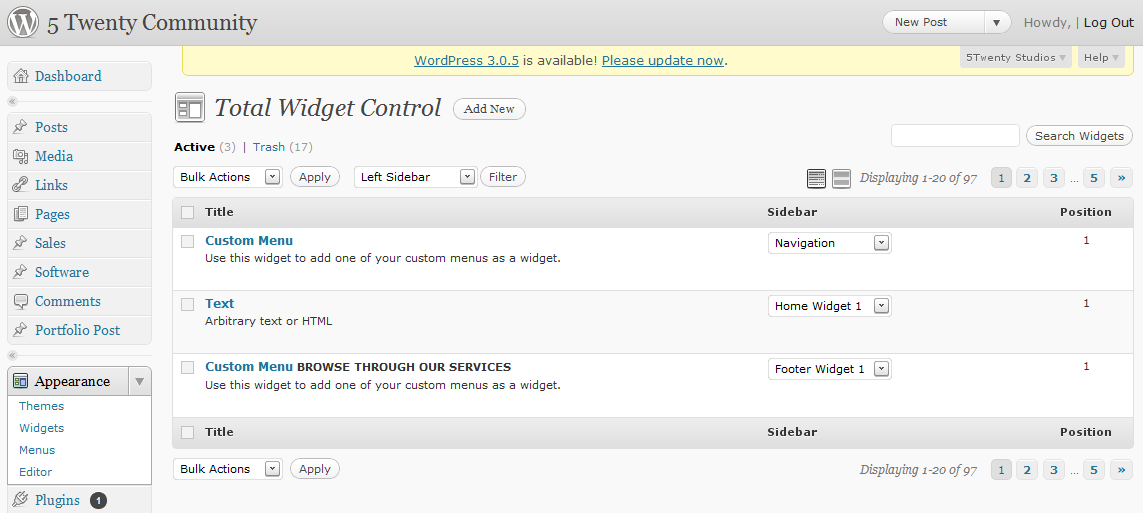 5 Twenty Community
New Post
Howdy, | Log Out
WordPress 3.0.5 is available! Please update now.
5Twenty Studios
Help
Dashboard
Posts
Media
Links
Pages
Sales
Software
Comments
Portfolio Post
Appearance
Themes
Widgets
Menus
Editor
Plugins 1
Total Widget Control Add New
Active (3) | Trash (17)
Search Widgets
Bulk Actions Apply Left Sidebar Filter
Displaying 1-20 of 97 1 2 3 ... 5 »
Title Sidebar Position
Custom Menu Navigation 1
Use this widget to add one of your custom menus as a widget.
Text Home Widget 1 1
Arbitrary text or HTML
Custom Menu BROWSE THROUGH OUR SERVICES Footer Widget 1 1
Use this widget to add one of your custom menus as a widget.
Title Sidebar Position
Bulk Actions Apply
Displaying 1-20 of 97 1 2 3 ... 5 »